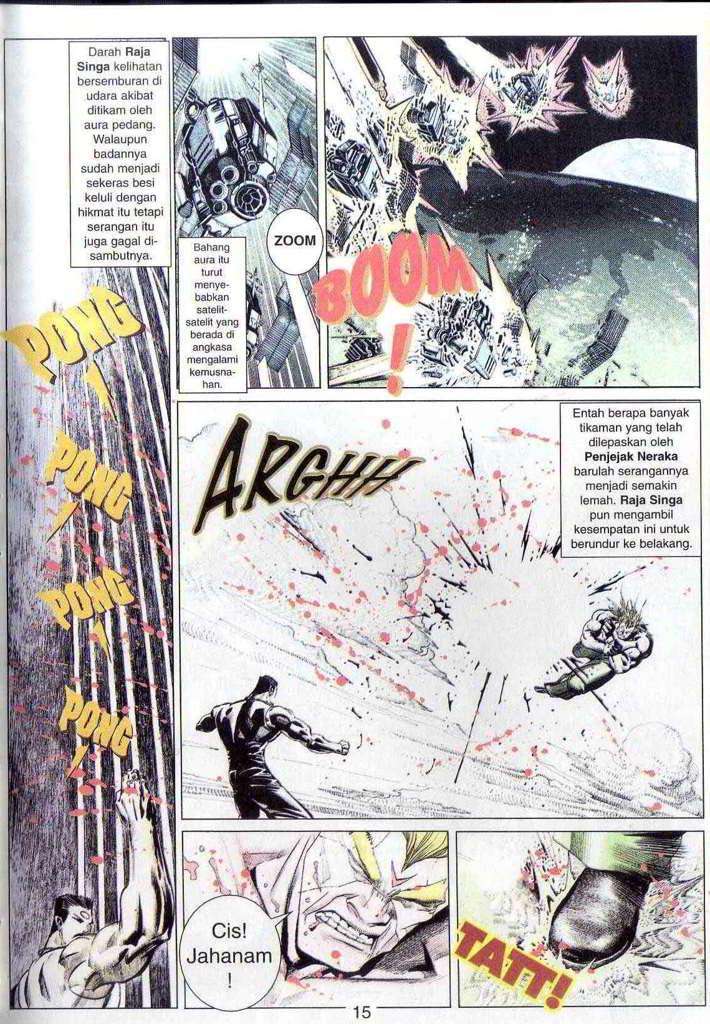 Darah Raja
Singa kelihatan
bersemburan di
udara akibat
ditikam oleh
aura pedang.
Walaupun
badannya
sudah menjadi
sekeras besi
keluli dengan
hikmat itu tetapi
serangan itu
juga gagal di-
sambutnya.
PONG
!
PONG
!
PONG
!
PONG
!
Bahang
aura itu
turut
menye-
babkan
satelit-
satelit yang
berada di
angkasa
mengalami
kemusna-
han.
ZOOM
BOOM
!
ARGHH
Entah berapa banyak
tikaman yang telah
dilepaskan oleh
Penjejak Neraka
barulah serangannya
menjadi semakin
lemah. Raja Singa
pun mengambil
kesempatan ini untuk
berundur ke belakang.
Cis!
Jahanam
!
TATT!
15